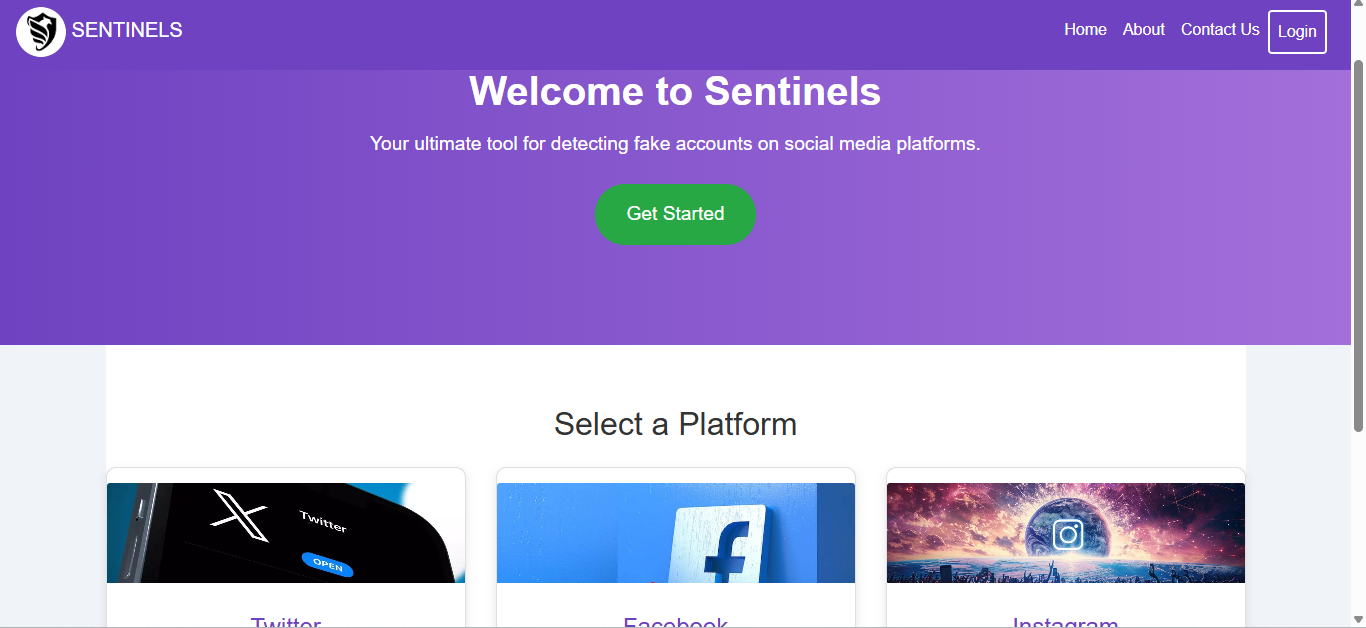 SENTINELS
Home About Contact Us Login
Welcome to Sentinels
Your ultimate tool for detecting fake accounts on social media platforms.
Get Started
Select a Platform
Twitter
OPEN
Twitter Facebook Instagram